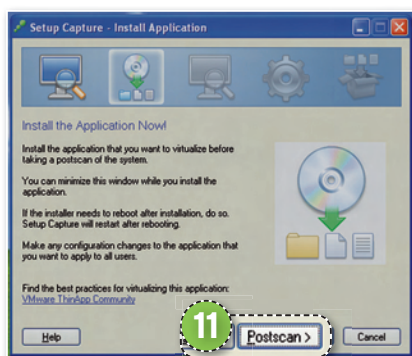 Setup Capture - Install Application
Install the Application Now!
Install the application that you want to virtualize before
taking a postscan of the system.
You can minimize this window while you install the
application.
If the installer needs to reboot after installation, do so.
Setup Capture will restart after rebooting.
Make any configuration changes to the application that
you want to apply to all users.
Find the best practices for virtualizing this application:
VMware ThinApp Community
Help
11
Postscan >
Cancel